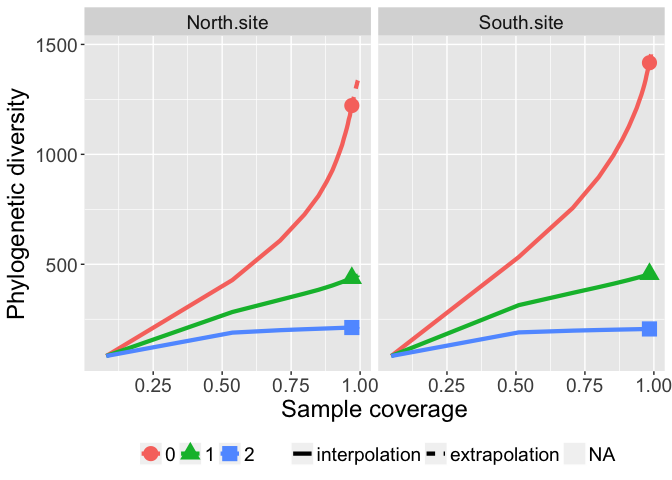 North.site South.site
Phylogenetic diversity
1500
1000
500
0.25 0.50 0.75 1.00 0.25 0.50 0.75 1.00
Sample coverage
0 1 2 interpolation extrapolation NA